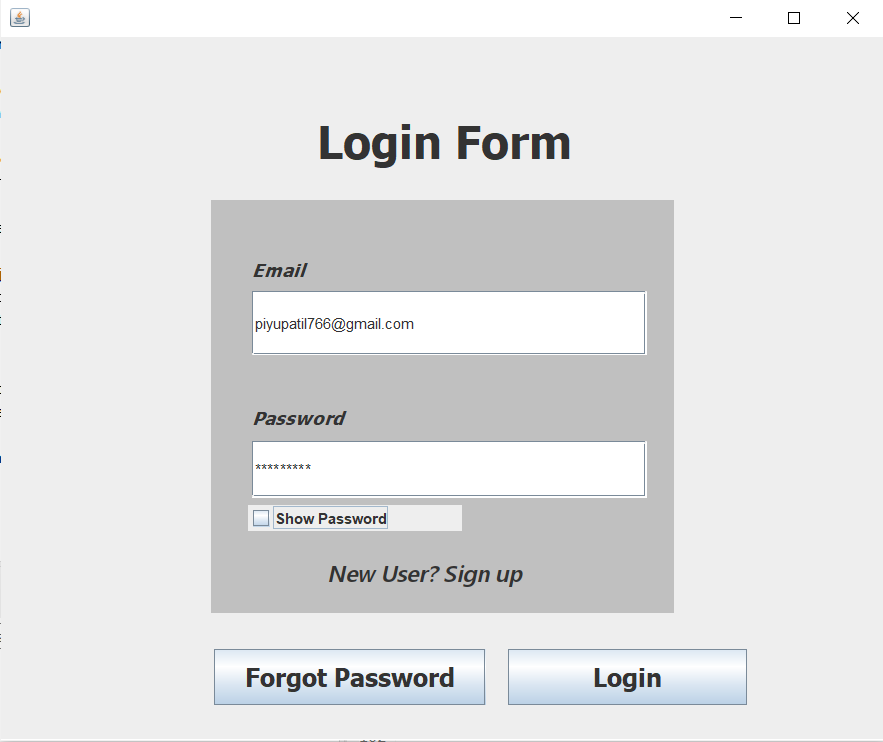 Login Form
Email
piyupatil766@gmail.com
Password
*********
Show Password
New User? Sign up
Forgot Password
Login